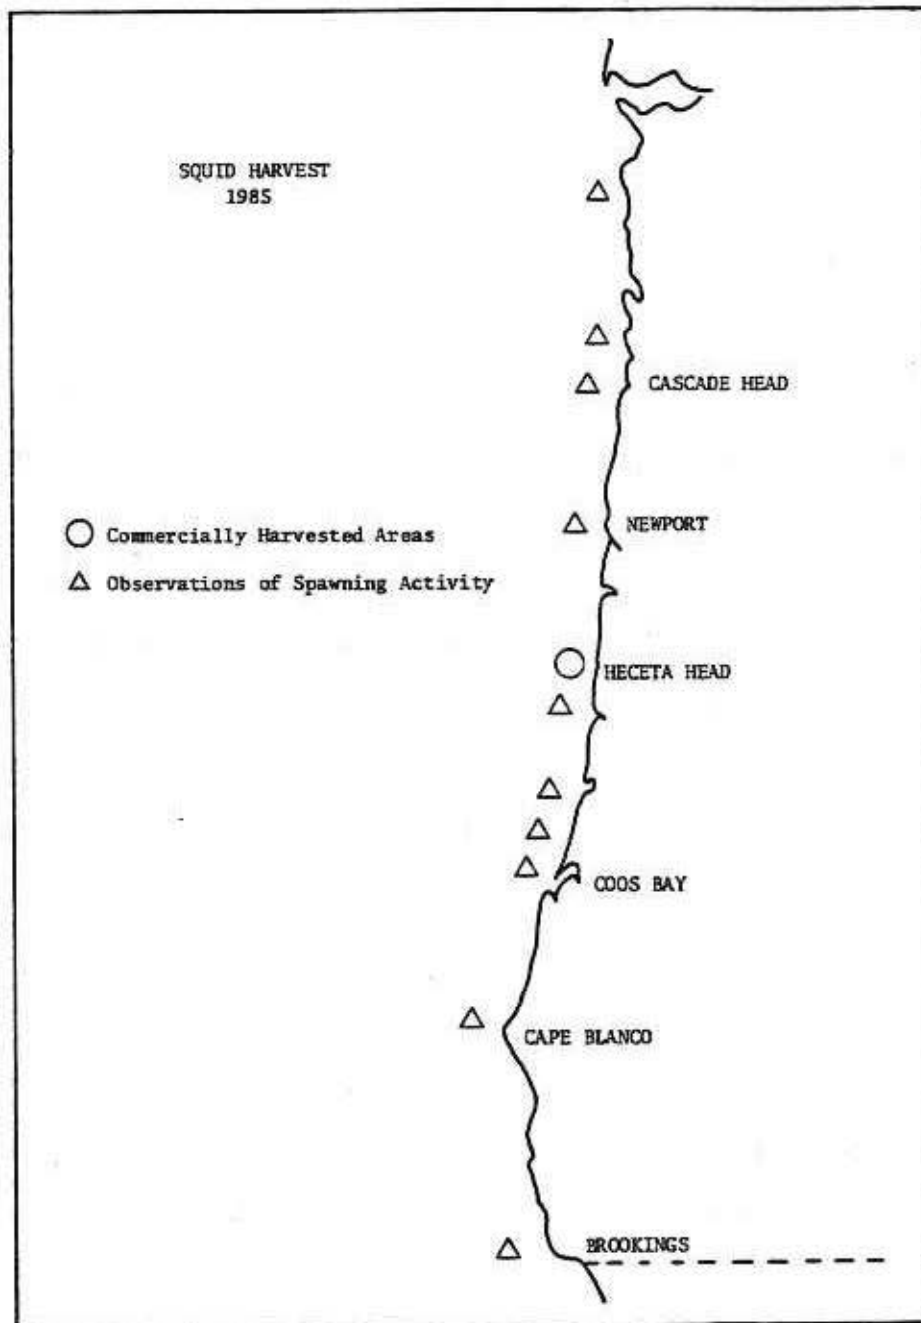 SQUID HARVEST
1985
CASCADE HEAD
NEWPORT
Commercially Harvested Areas
Observations of Spawning Activity
HECETA HEAD
COOS BAY
CAPE BLANCO
BROOKINGS